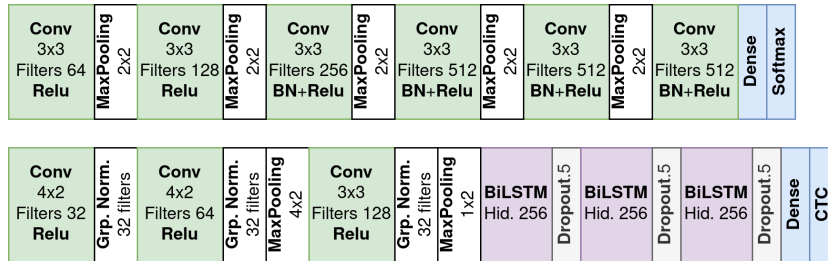 Conv
3x3
Filters 64
Relu
MaxPooling
2x2
Conv
3x3
Filters 128
Relu
MaxPooling
2x2
Conv
3x3
Filters 256
BN+Relu
MaxPooling
2x2
Conv
3x3
Filters 512
BN+Relu
MaxPooling
2x2
Conv
3x3
Filters 512
BN+Relu
MaxPooling
2x2
Conv
3x3
Filters 512
BN+Relu
Dense
Softmax
Conv
4x2
Filters 32
Relu
Grp. Norm.
32 filters
Conv
4x2
Filters 64
Relu
Grp. Norm.
32 filters
MaxPooling
4x2
Conv
3x3
Filters 128
Relu
Grp. Norm.
32 filters
MaxPooling
1x2
BiLSTM
Hid. 256
Dropout.5
BiLSTM
Hid. 256
Dropout.5
BiLSTM
Hid. 256
Dropout.5
Dense
CTC